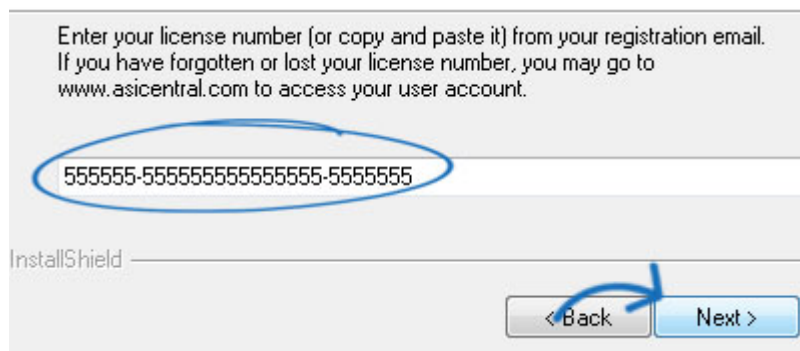 Enter your license number (or copy and paste it) from your registration email.
If you have forgotten or lost your license number, you may go to
www.asicentral.com to access your user account.
555555-555555555555555-5555555
InstallShield
< Back
Next >